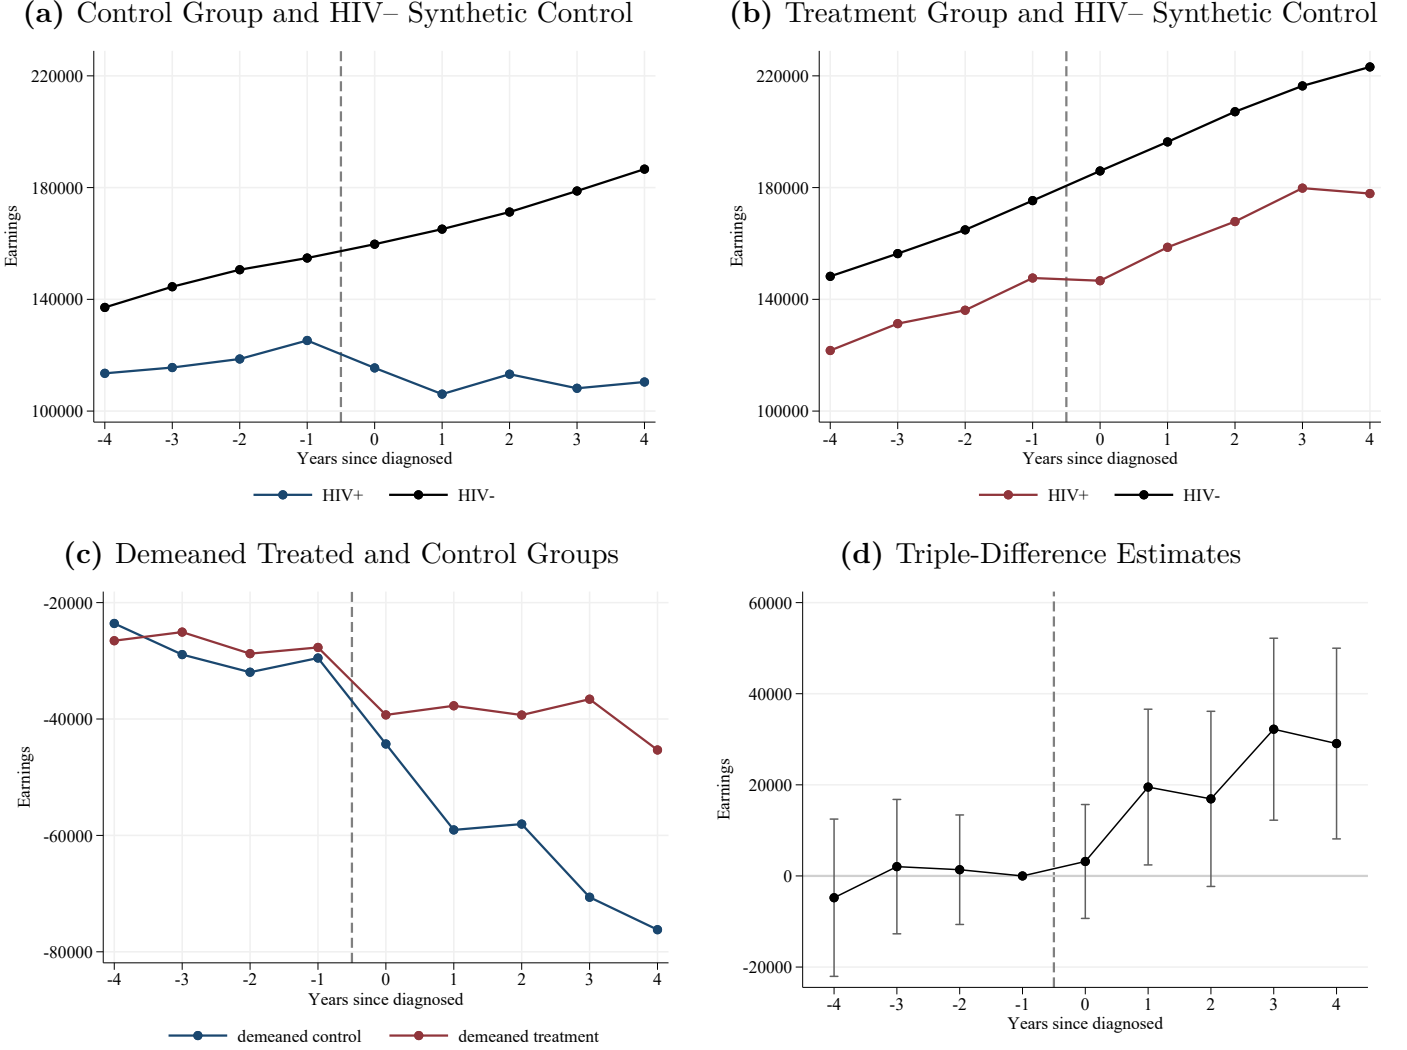 (a) Control Group and HIV– Synthetic Control
220000
180000
140000
100000
Earnings
-4 -3 -2 -1 0 1 2 3 4
Years since diagnosed
HIV+ HIV-
(b) Treatment Group and HIV– Synthetic Control
220000
180000
140000
100000
Earnings
-4 -3 -2 -1 0 1 2 3 4
Years since diagnosed
HIV+ HIV-
(c) Demeaned Treated and Control Groups
-20000
-40000
-60000
-80000
Earnings
-4 -3 -2 -1 0 1 2 3 4
Years since diagnosed
demeaned control demeaned treatment
(d) Triple-Difference Estimates
60000
40000
20000
0
-20000
Earnings
-4 -3 -2 -1 0 1 2 3 4
Years since diagnosed